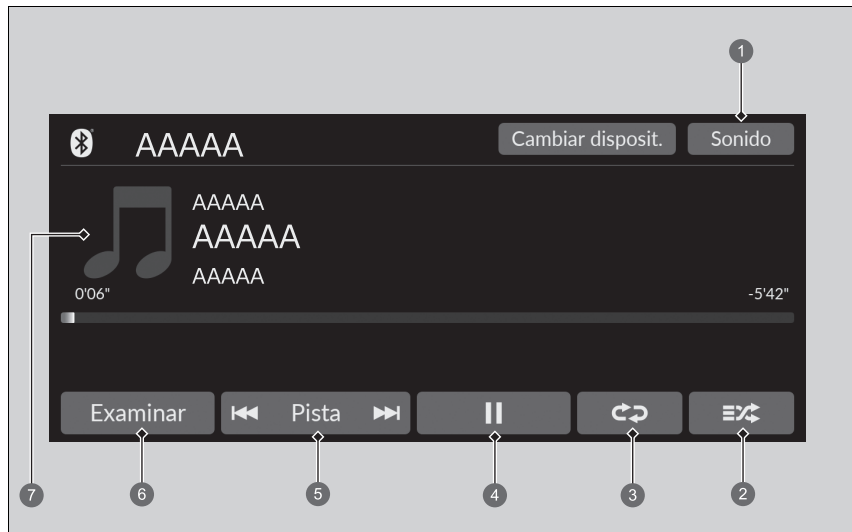 1
AAAAA
Cambiar disposit.
Sonido
AAAAA
AAAAA
AAAAA
7
0'06"
-5'42"
Examinar
Pista
6
5
4
3
2